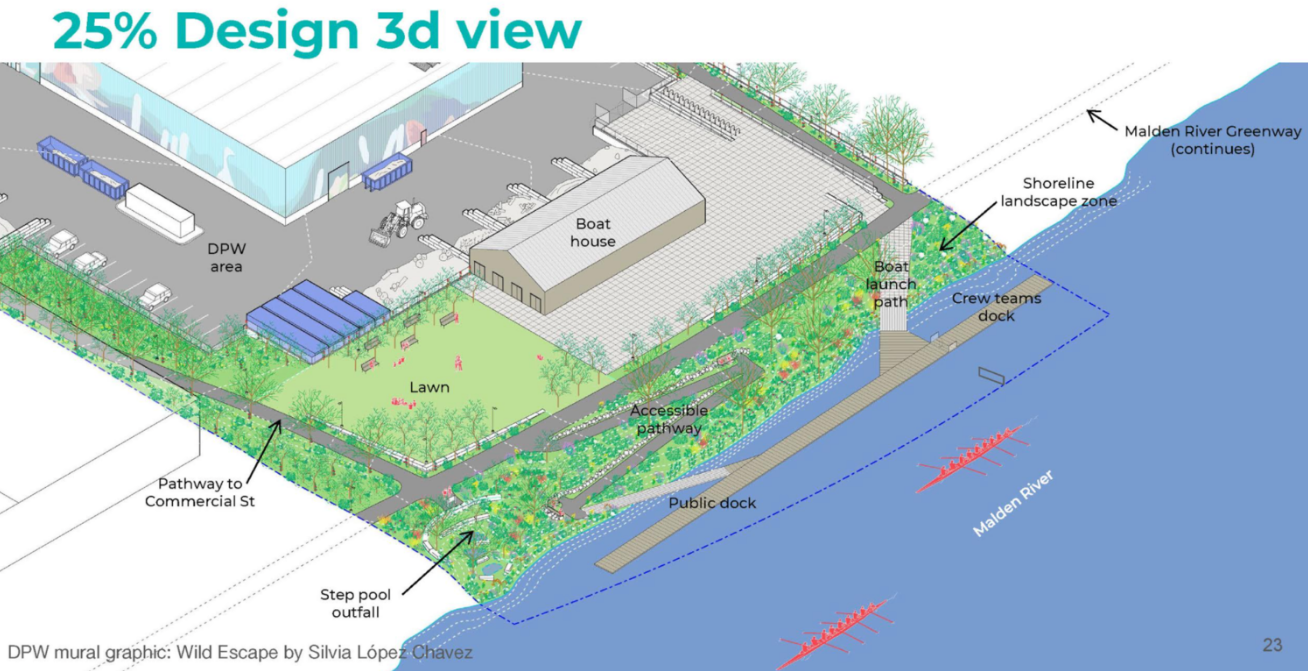 25% Design 3d view
Malden River Greenway
(continues)
Shoreline
landscape zone
Boat
house
DPW
area
Boat
launch
path
Crew teams
dock
Lawn
Accessible
pathway
Pathway to
Commercial St
Public dock
Malden River
Step pool
outfall
DPW mural graphic: Wild Escape by Silvia López Chavez
23